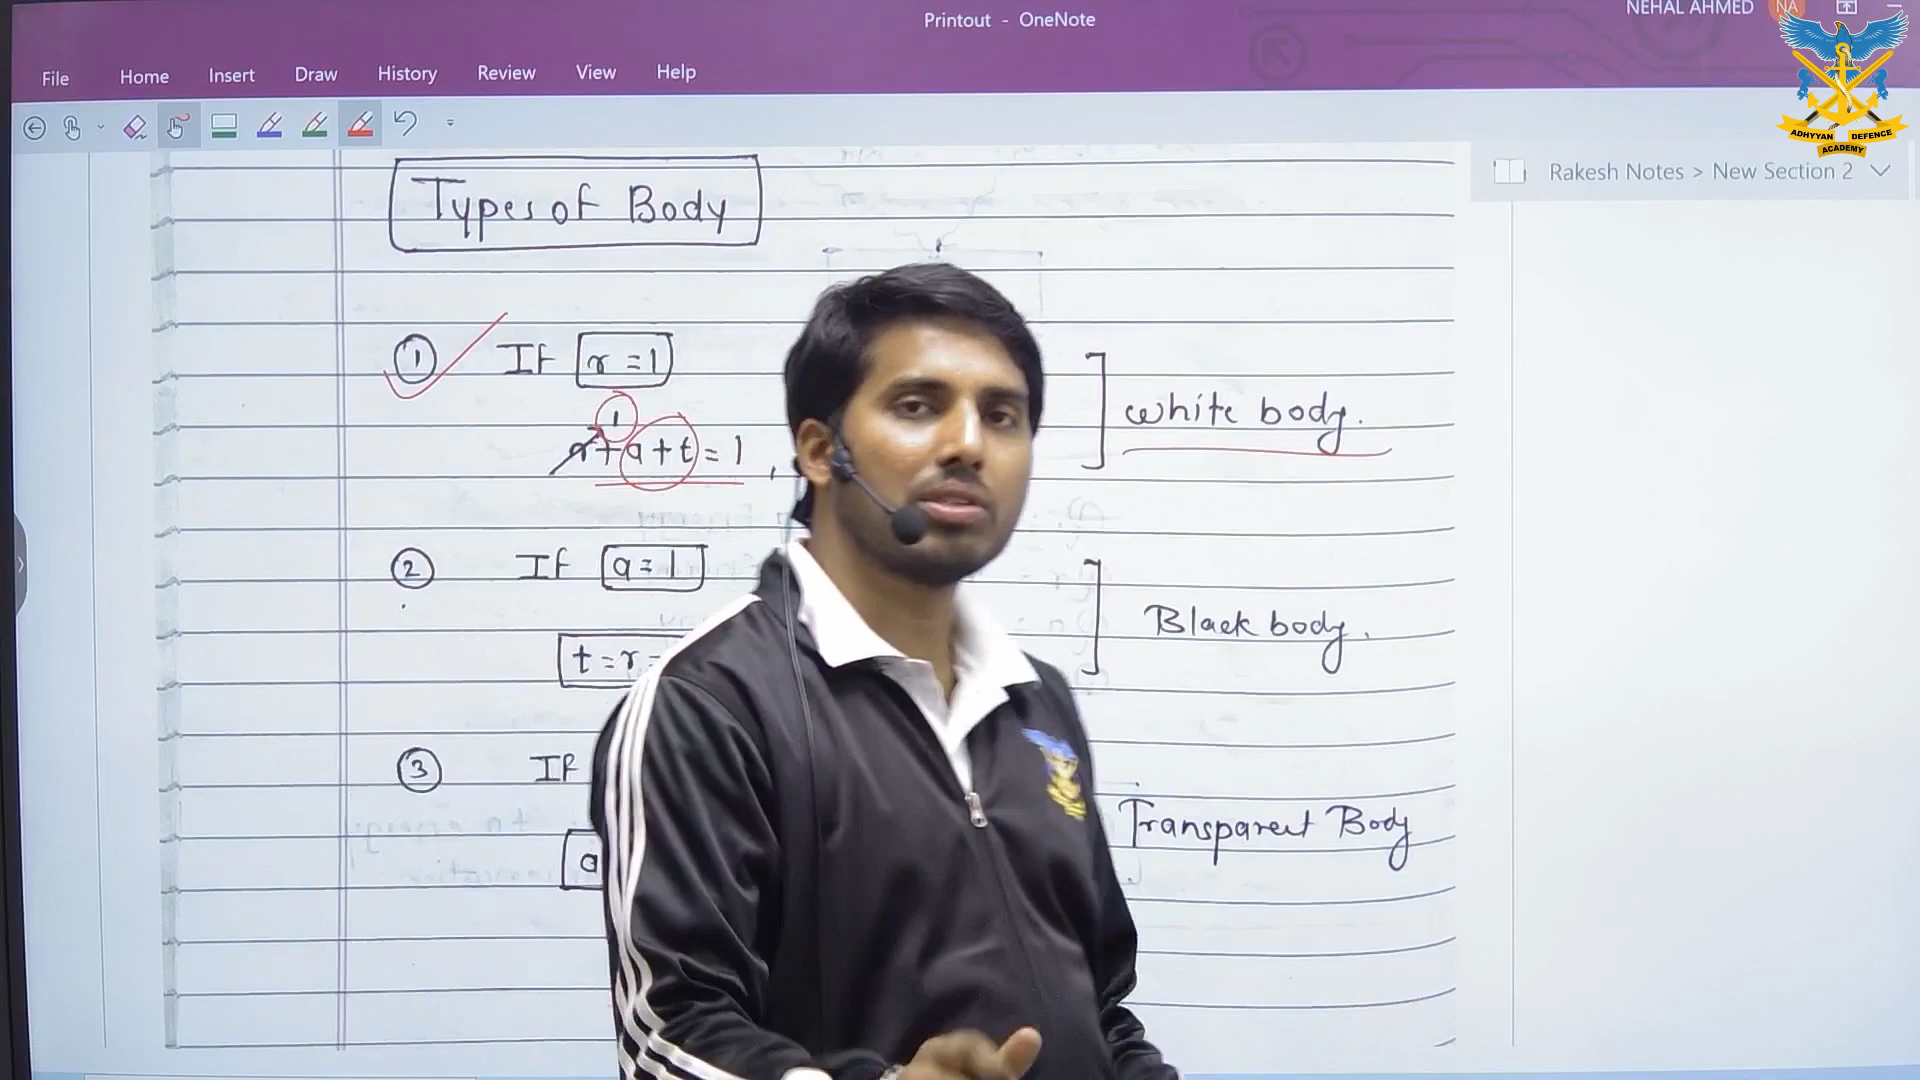 Printout - OneNote
NEHAL AHMED NA
File Home Insert Draw History Review View Help
ADHYYAN DEFENCE
ACADEMY
Rakesh Notes > New Section 2
Types of Body
1 If r = 1
1
r + a + t = 1 ,
White body.
2 If a = 1
t = r =
Black body.
3 If
a
Transparent Body